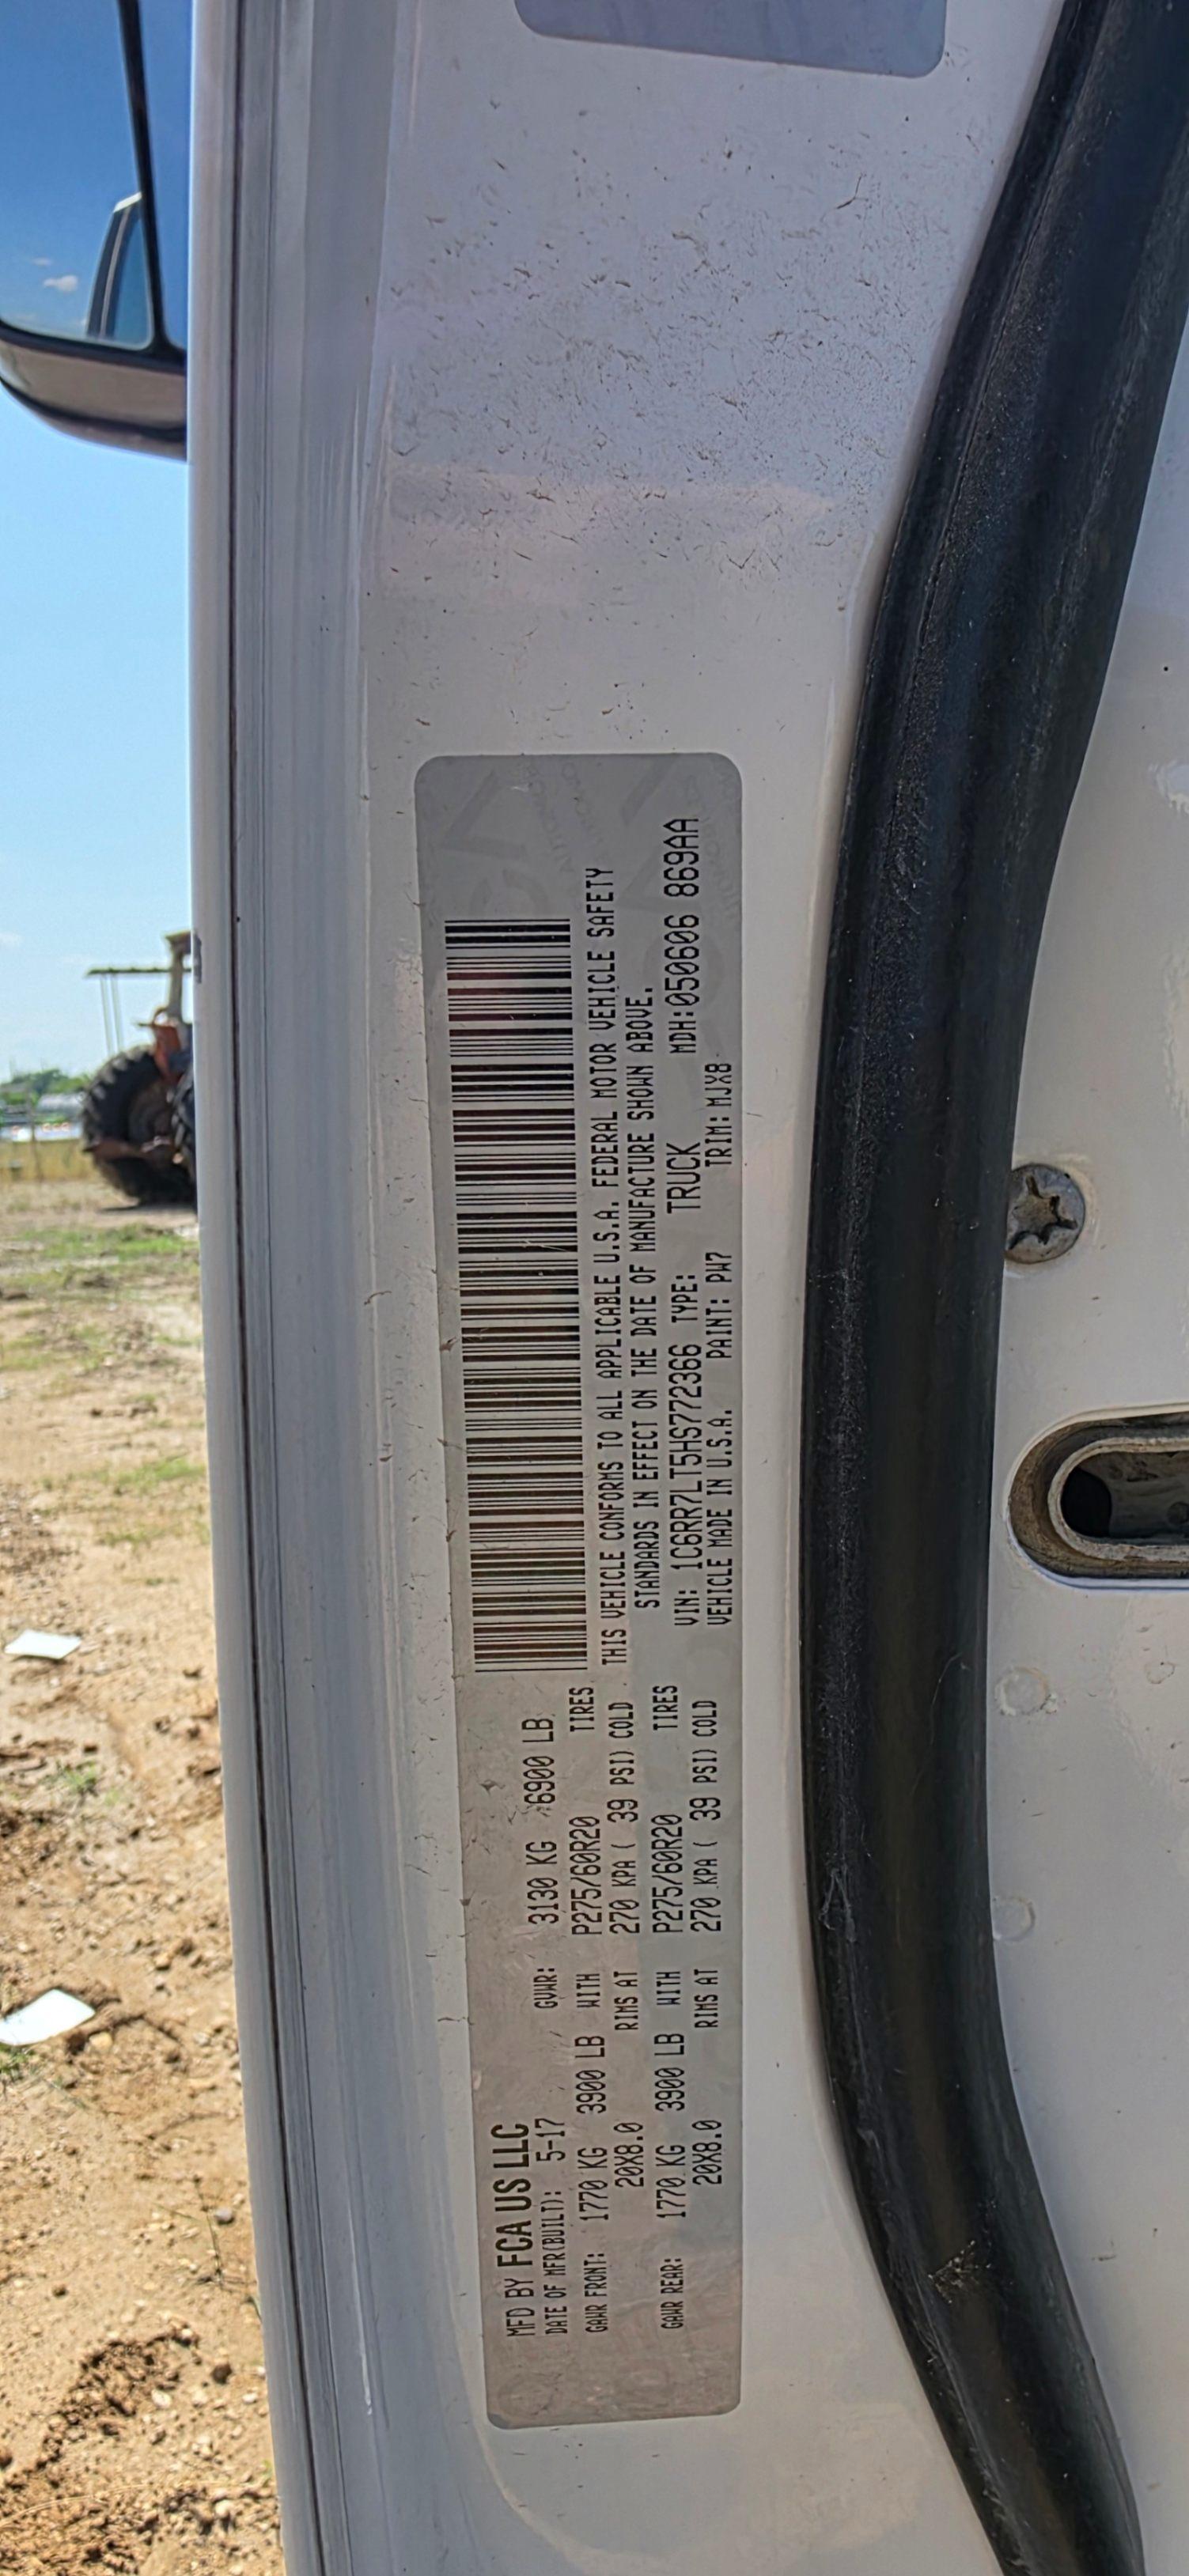 MFD BY FCA US LLC
DATE OF MFR(BUILT): 5-17 GVWR: 3130 KG 6900 LB
GAWR FRONT: 1770 KG 3900 LB WITH P275/60R20 TIRES
20X8.0 RIMS AT 270 KPA ( 39 PSI) COLD
GAWR REAR: 1770 KG 3900 LB WITH P275/60R20 TIRES
20X8.0 RIMS AT 270 KPA ( 39 PSI) COLD
THIS VEHICLE CONFORMS TO ALL APPLICABLE U.S.A. FEDERAL MOTOR VEHICLE SAFETY
STANDARDS IN EFFECT ON THE DATE OF MANUFACTURE SHOWN ABOVE.
VIN: 1C6RR7LT5HS772366 TYPE: TRUCK MDH:050606 869AA
VEHICLE MADE IN U.S.A. PAINT: PW7 TRIM: MJX8